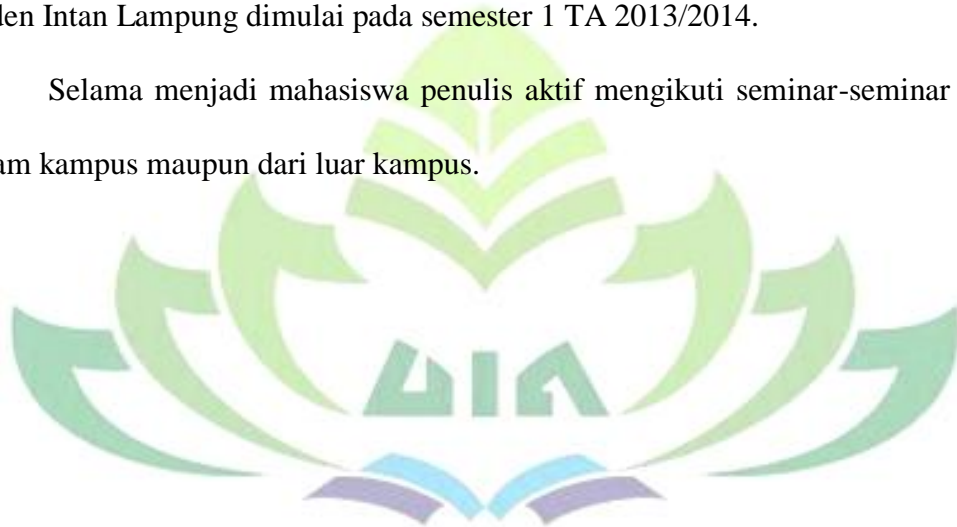 den Intan Lampung dimulai pada semester 1 TA 2013/2014.
Selama menjadi mahasiswa penulis aktif mengikuti seminar-seminar
am kampus maupun dari luar kampus.
UIN